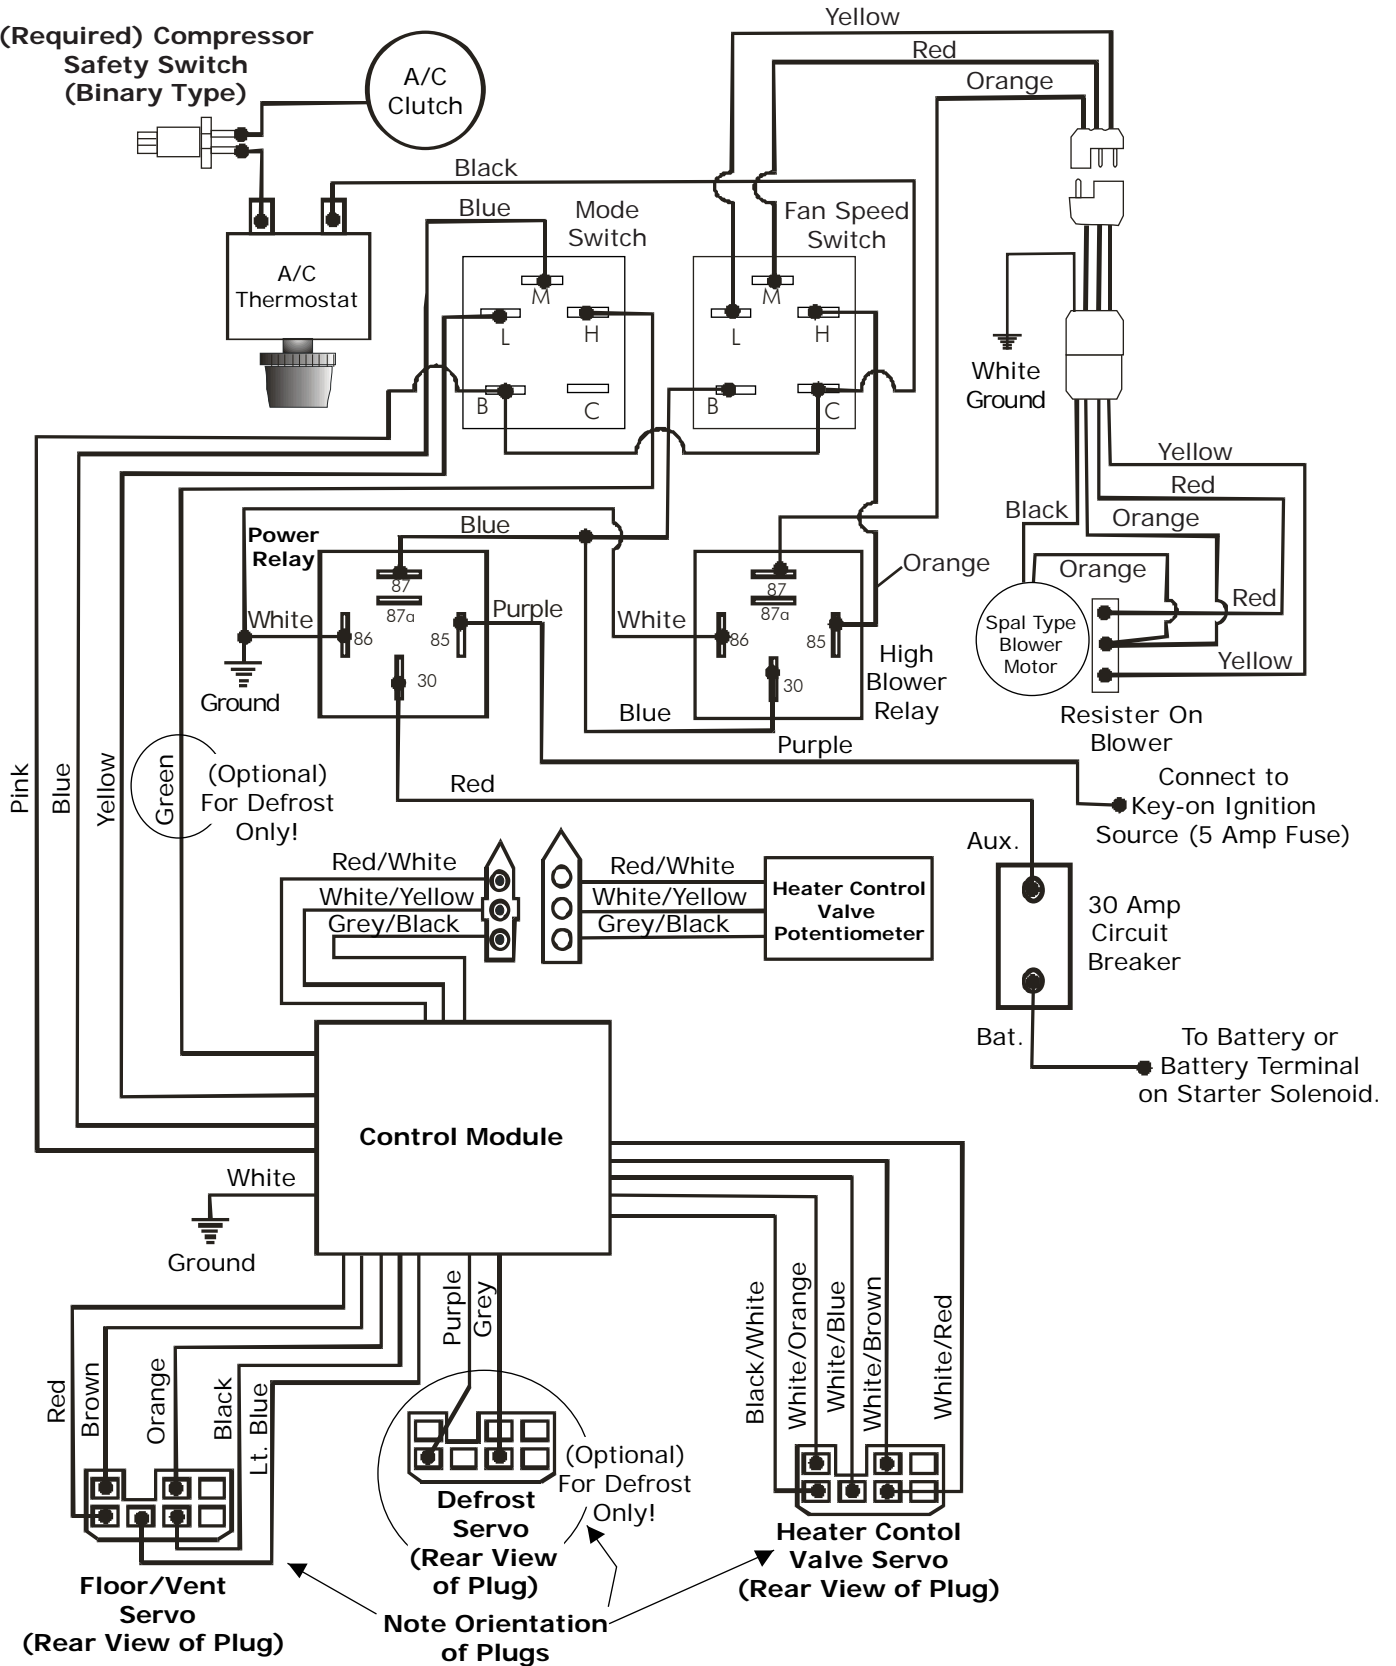 Yellow
(Required) Compressor
Safety Switch
(Binary Type)
Red
A/C
Clutch
Orange
Black
Blue
Mode
Switch
Fan Speed
Switch
A/C
Thermostat
M
L
H
B
C
M
L
H
B
C
White
Ground
Yellow
Red
Black
Orange
Power
Relay
Blue
Orange
Orange
87
87a
87
87a
Purple
White
86
85
30
White
86
85
30
Red
Spal Type
Blower
Motor
High
Blower
Relay
Yellow
Ground
Blue
Resister On
Blower
Purple
Pink
Blue
Yellow
Green
(Optional)
For Defrost
Only!
Red
Connect to
Key-on Ignition
Source (5 Amp Fuse)
Aux.
Red/White
White/Yellow
Grey/Black
Red/White
White/Yellow
Grey/Black
Heater Control
Valve
Potentiometer
30 Amp
Circuit
Breaker
Bat.
To Battery or
Battery Terminal
on Starter Solenoid.
Control Module
White
Ground
Purple
Grey
Black/White
White/Orange
White/Blue
White/Brown
White/Red
Red
Brown
Orange
Black
Lt. Blue
(Optional)
For Defrost
Only!
Defrost
Servo
(Rear View
of Plug)
Heater Contol
Valve Servo
(Rear View of Plug)
Floor/Vent
Servo
(Rear View of Plug)
Note Orientation
of Plugs